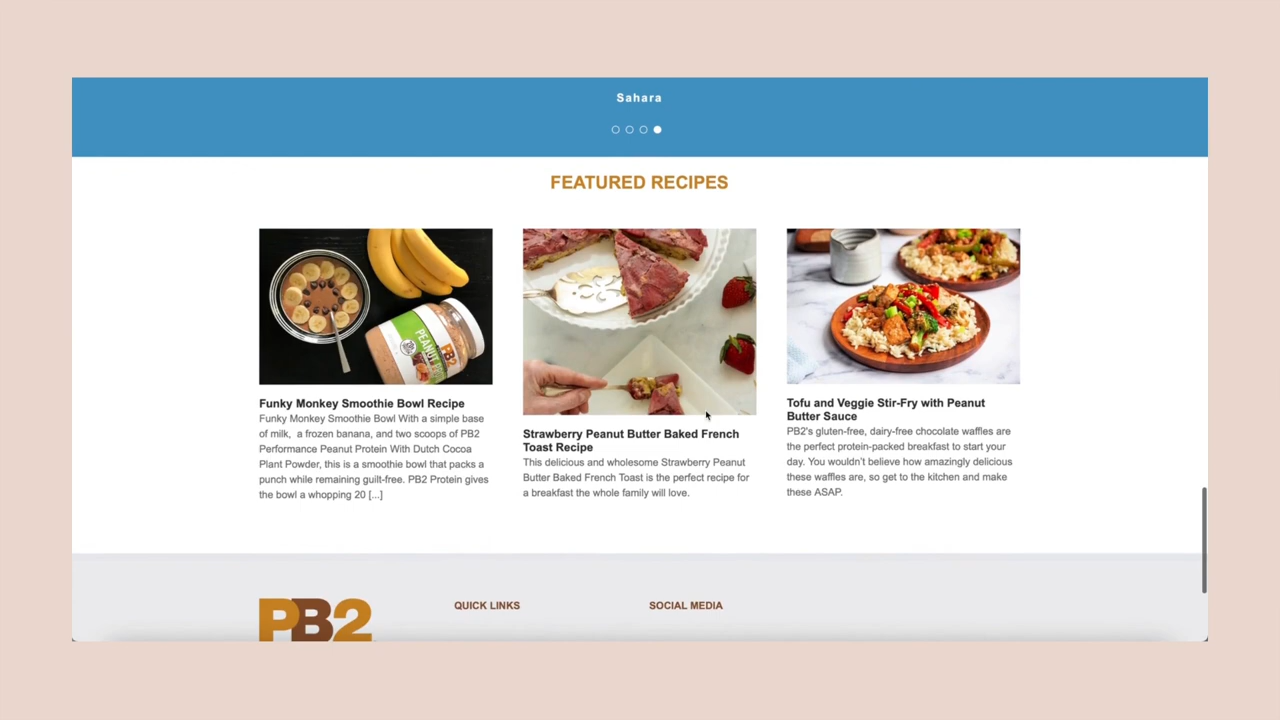 Sahara
FEATURED RECIPES
PEANUT
PB2
Funky Monkey Smoothie Bowl Recipe
Funky Monkey Smoothie Bowl With a simple base
of milk,  a frozen banana, and two scoops of PB2
Performance Peanut Protein With Dutch Cocoa
Plant Powder, this is a smoothie bowl that packs a
punch while remaining guilt-free. PB2 Protein gives
the bowl a whopping 20 [...]
Strawberry Peanut Butter Baked French
Toast Recipe
This delicious and wholesome Strawberry Peanut
Butter Baked French Toast is the perfect recipe for
a breakfast the whole family will love.
Tofu and Veggie Stir-Fry with Peanut
Butter Sauce
PB2's gluten-free, dairy-free chocolate waffles are
the perfect protein-packed breakfast to start your
day. You wouldn't believe how amazingly delicious
these waffles are, so get to the kitchen and make
these ASAP.
PB2
QUICK LINKS
SOCIAL MEDIA